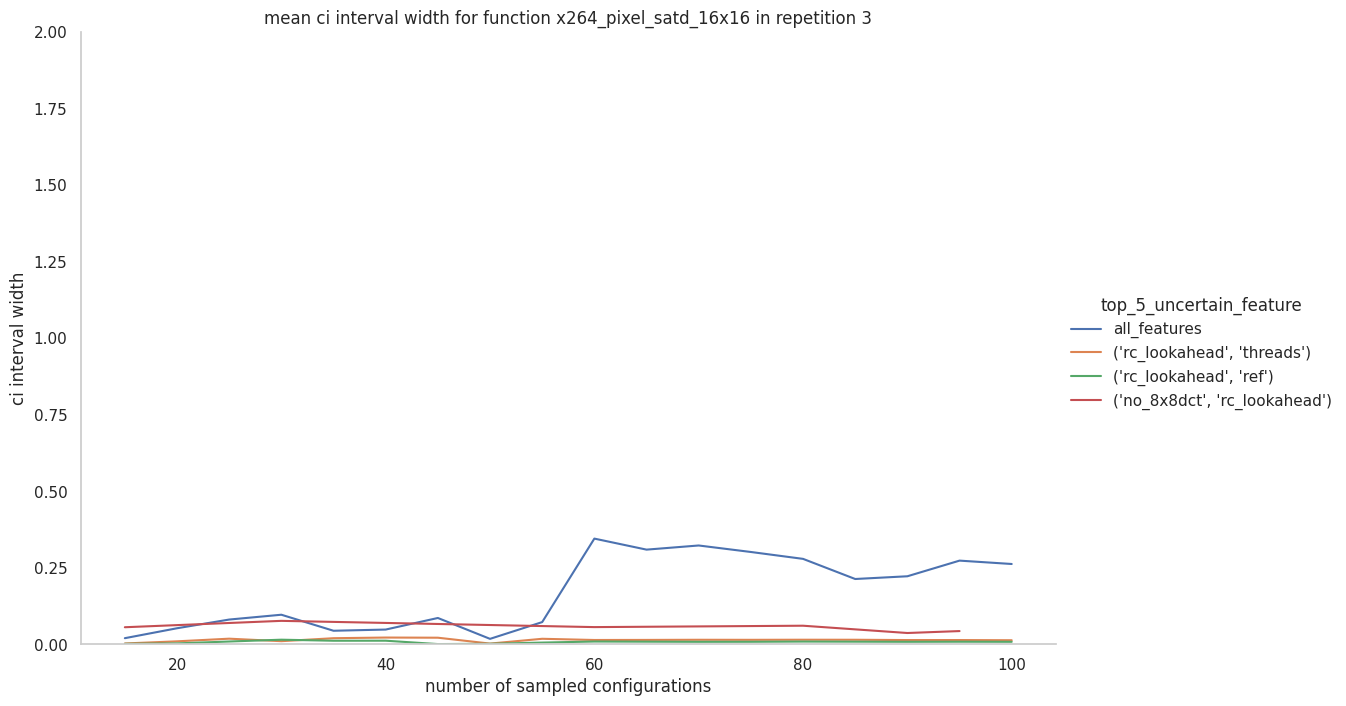 mean ci interval width for function x264_pixel_satd_16x16 in repetition 3
2.00
1.75
1.50
1.25
1.00
0.75
0.50
0.25
0.00
ci interval width
20
40
60
80
100
number of sampled configurations
top_5_uncertain_feature
all_features
('rc_lookahead', 'threads')
('rc_lookahead', 'ref')
('no_8x8dct', 'rc_lookahead')